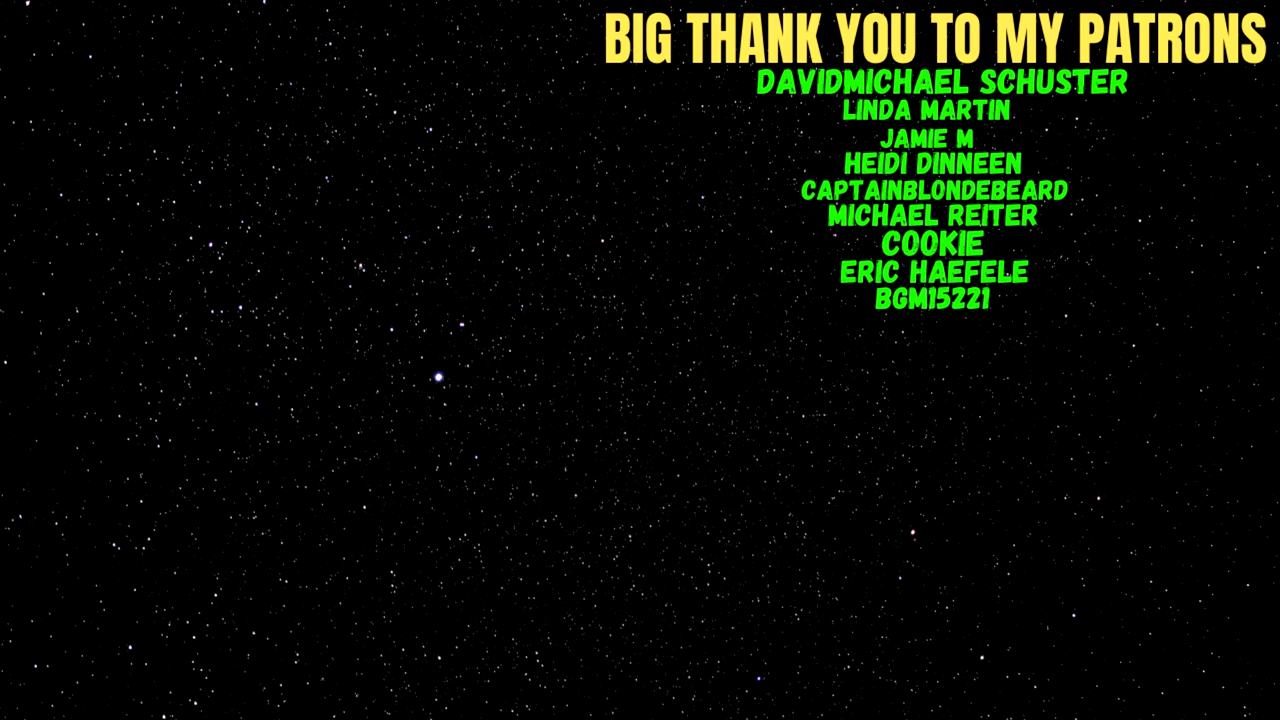 BIG THANK YOU TO MY PATRONS
DAVIDMICHAEL SCHUSTER
LINDA MARTIN
JAMIE M
HEIDI DINNEEN
CAPTAINBLONDEBEARD
MICHAEL REITER
COOKIE
ERIC HAEFELE
BGM15221